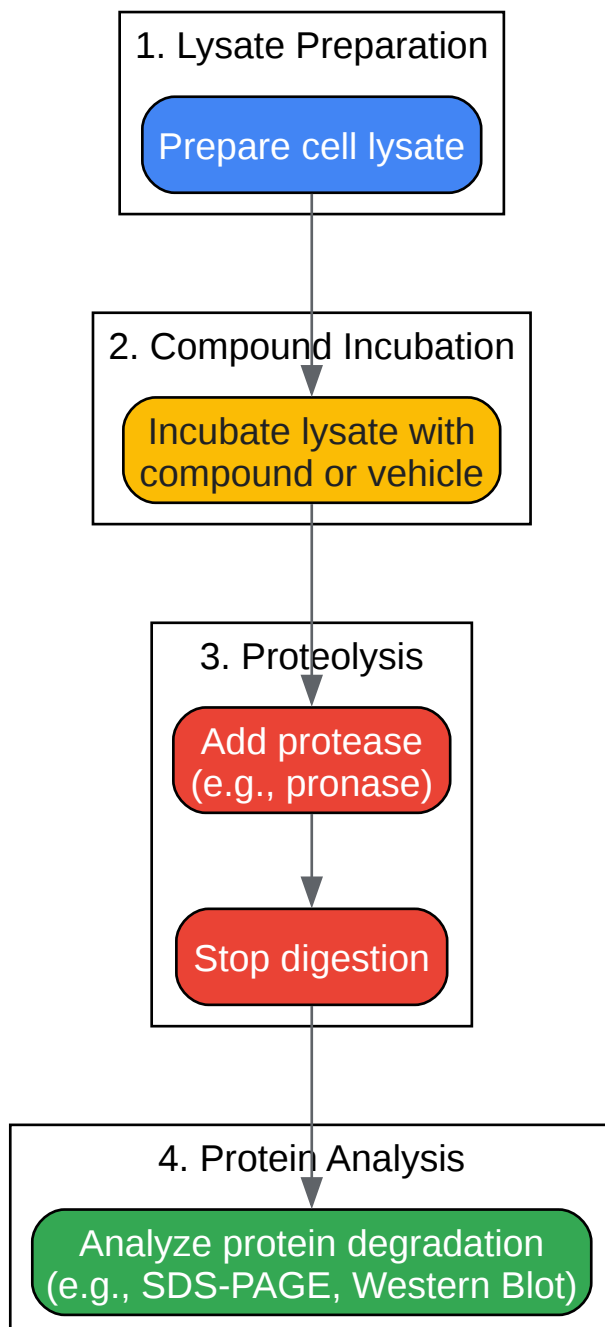 1. Lysate Preparation
Prepare cell lysate
2. Compound Incubation
Incubate lysate with
compound or vehicle
3. Proteolysis
Add protease
(e.g., pronase)
Stop digestion
4. Protein Analysis
Analyze protein degradation
(e.g., SDS-PAGE, Western Blot)